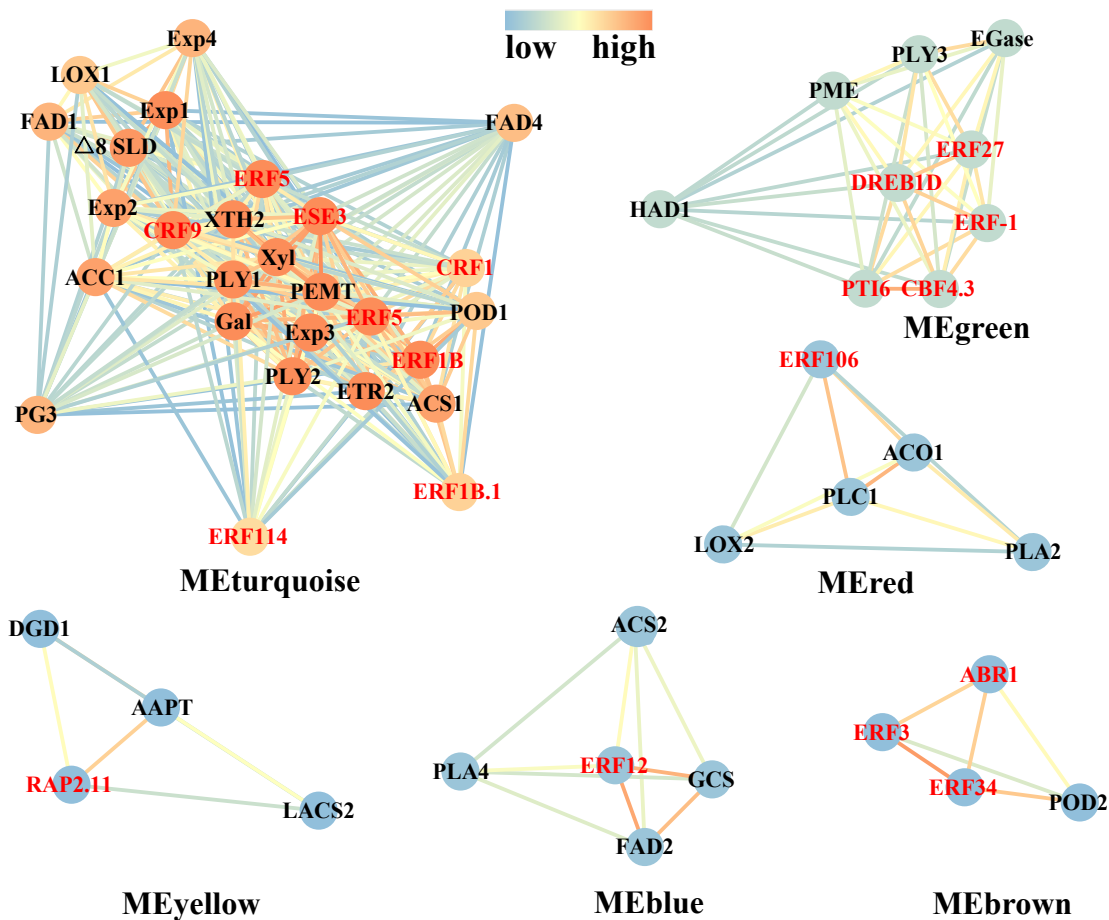 low high
Exp4
LOX1
Exp1
FAD1
△8 SLD
FAD4
ERF5
Exp2
XTH2
ESE3
CRF9
Xyl
CRF1
ACC1
PLY1
PEMT
POD1
Gal
Exp3
ERF5
ERF1B
PLY2
ETR2
ACS1
PG3
ERF1B.1
ERF114
MEturquoise
EGase
PLY3
PME
ERF27
DREB1D
HAD1
ERF-1
PTI6
CBF4.3
MEgreen
ERF106
ACO1
PLC1
LOX2
PLA2
MEred
DGD1
AAPT
RAP2.11
LACS2
MEyellow
ACS2
PLA4
ERF12
GCS
FAD2
MEblue
ABR1
ERF3
ERF34
POD2
MEbrown